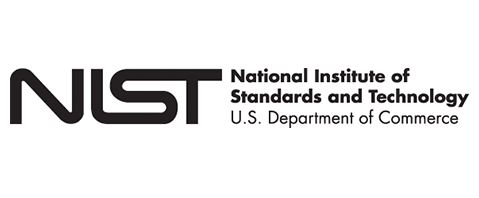 NIST
National Institute of
Standards and Technology
U.S. Department of Commerce